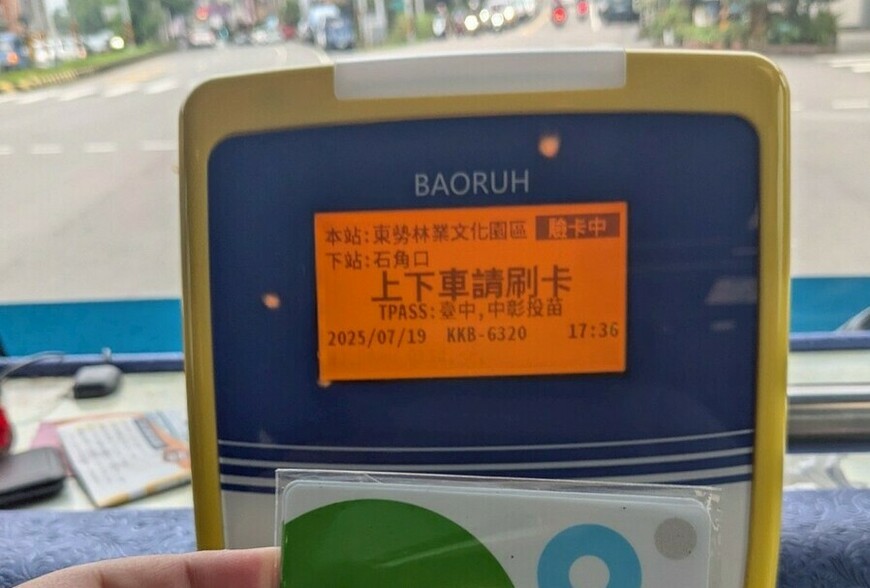 BAORUH
本站:東勢林業文化園區 驗卡中
下站:石角口
上下車請刷卡
TPASS:臺中,中彰投苗
2025/07/19 KKB-6320 17:36